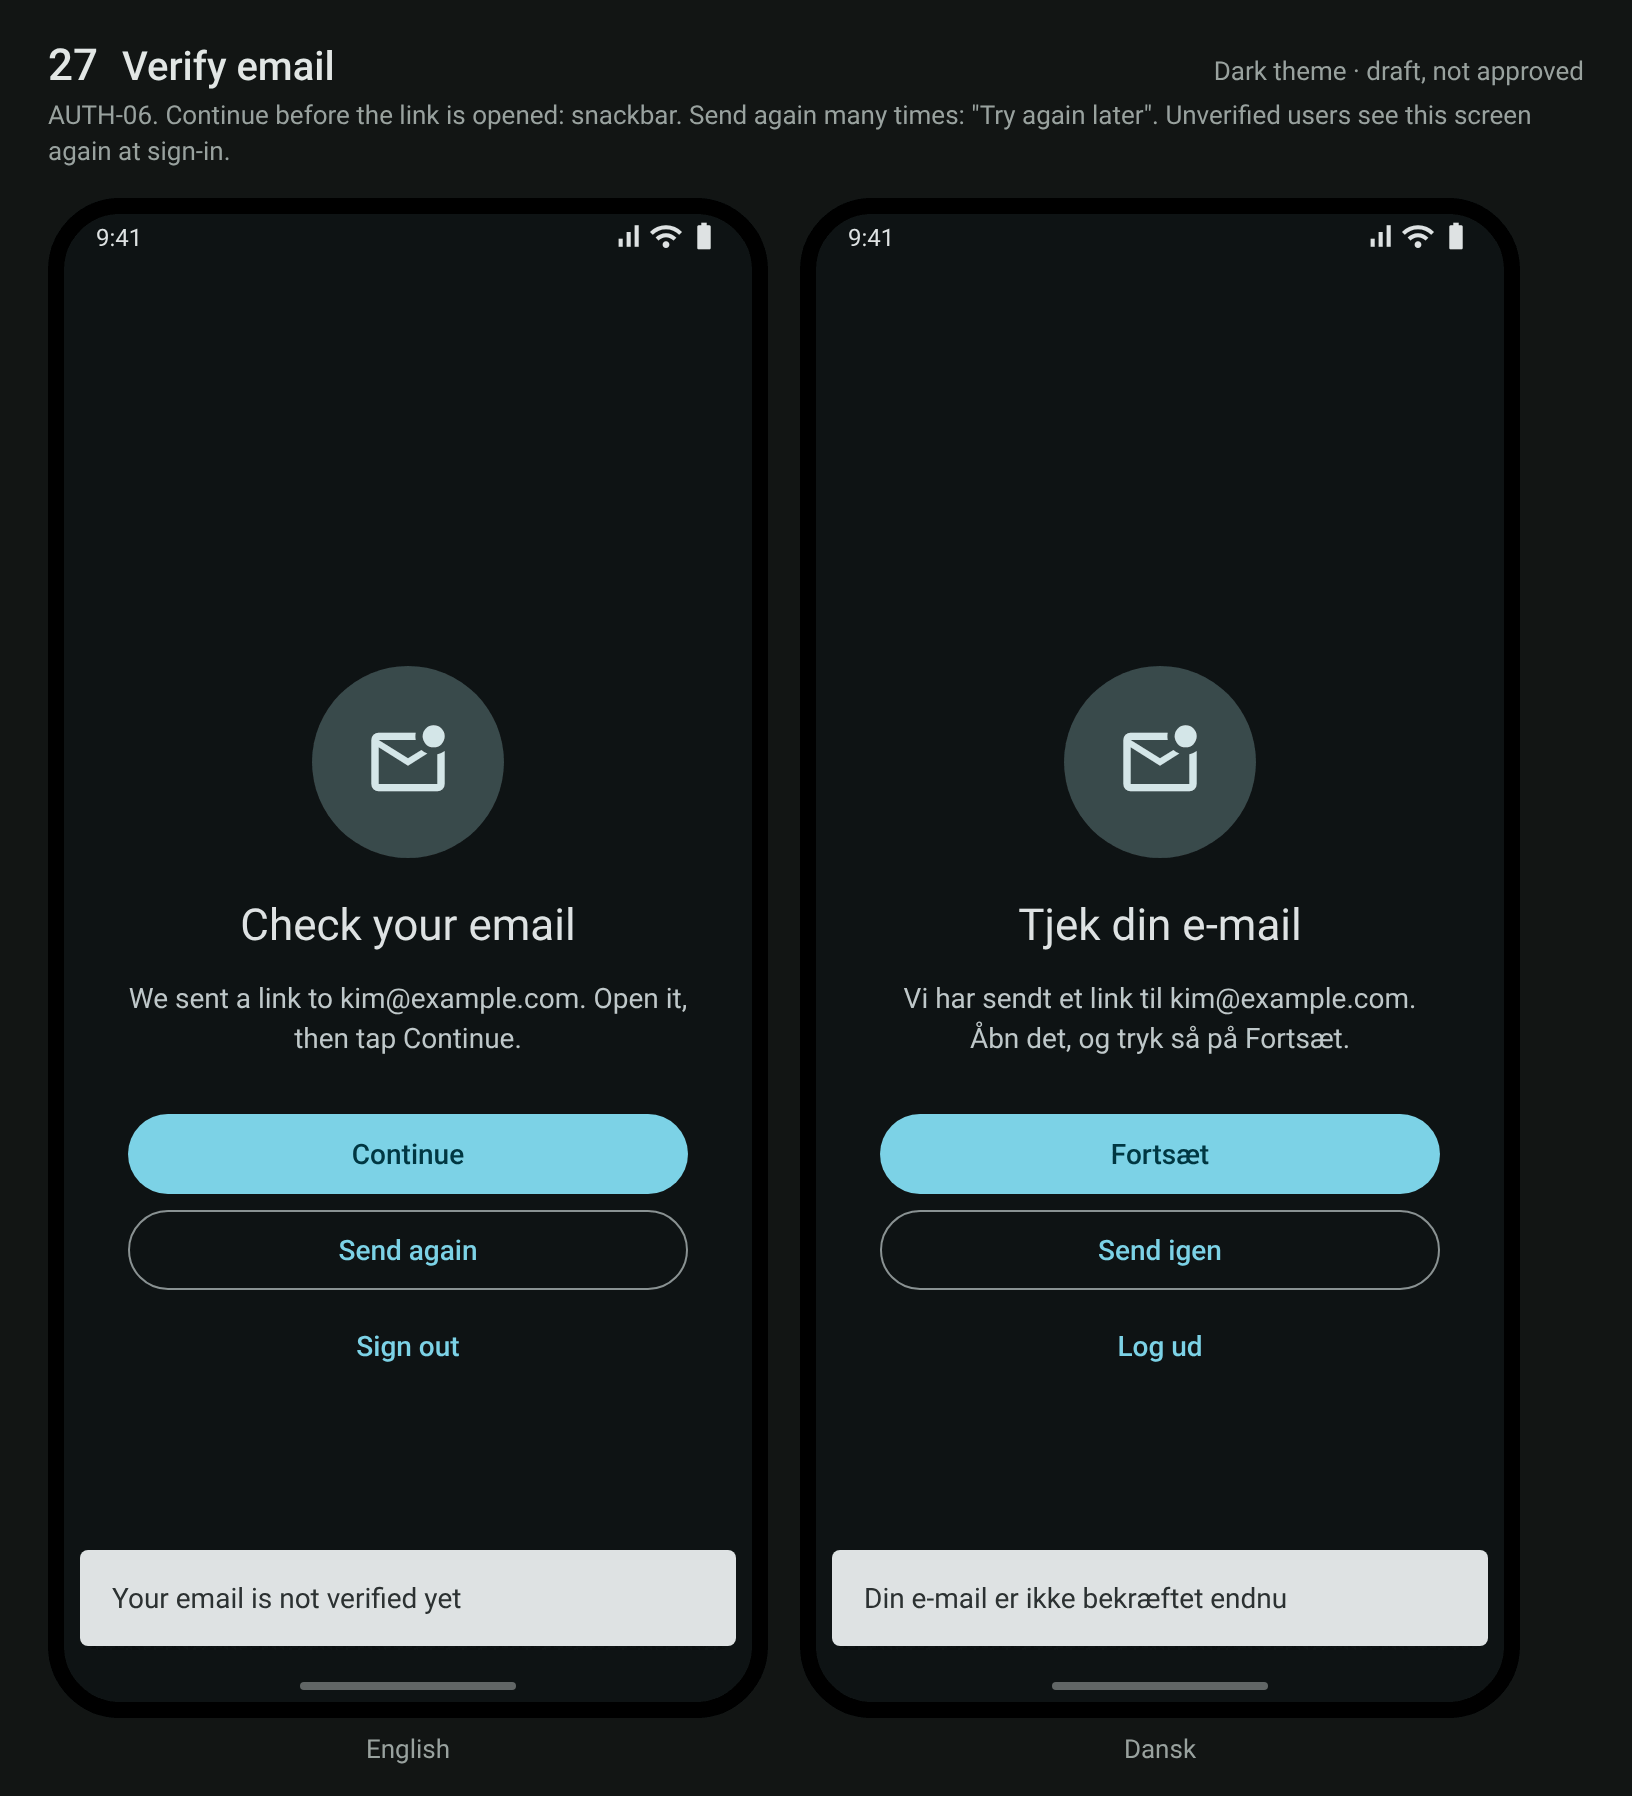 27 Verify email
Dark theme · draft, not approved
AUTH-06. Continue before the link is opened: snackbar. Send again many times: "Try again later". Unverified users see this screen
again at sign-in.
9:41
Check your email
We sent a link to kim@example.com. Open it,
then tap Continue.
Continue
Send again
Sign out
Your email is not verified yet
English
9:41
Tjek din e-mail
Vi har sendt et link til kim@example.com.
Åbn det, og tryk så på Fortsæt.
Fortsæt
Send igen
Log ud
Din e-mail er ikke bekræftet endnu
Dansk